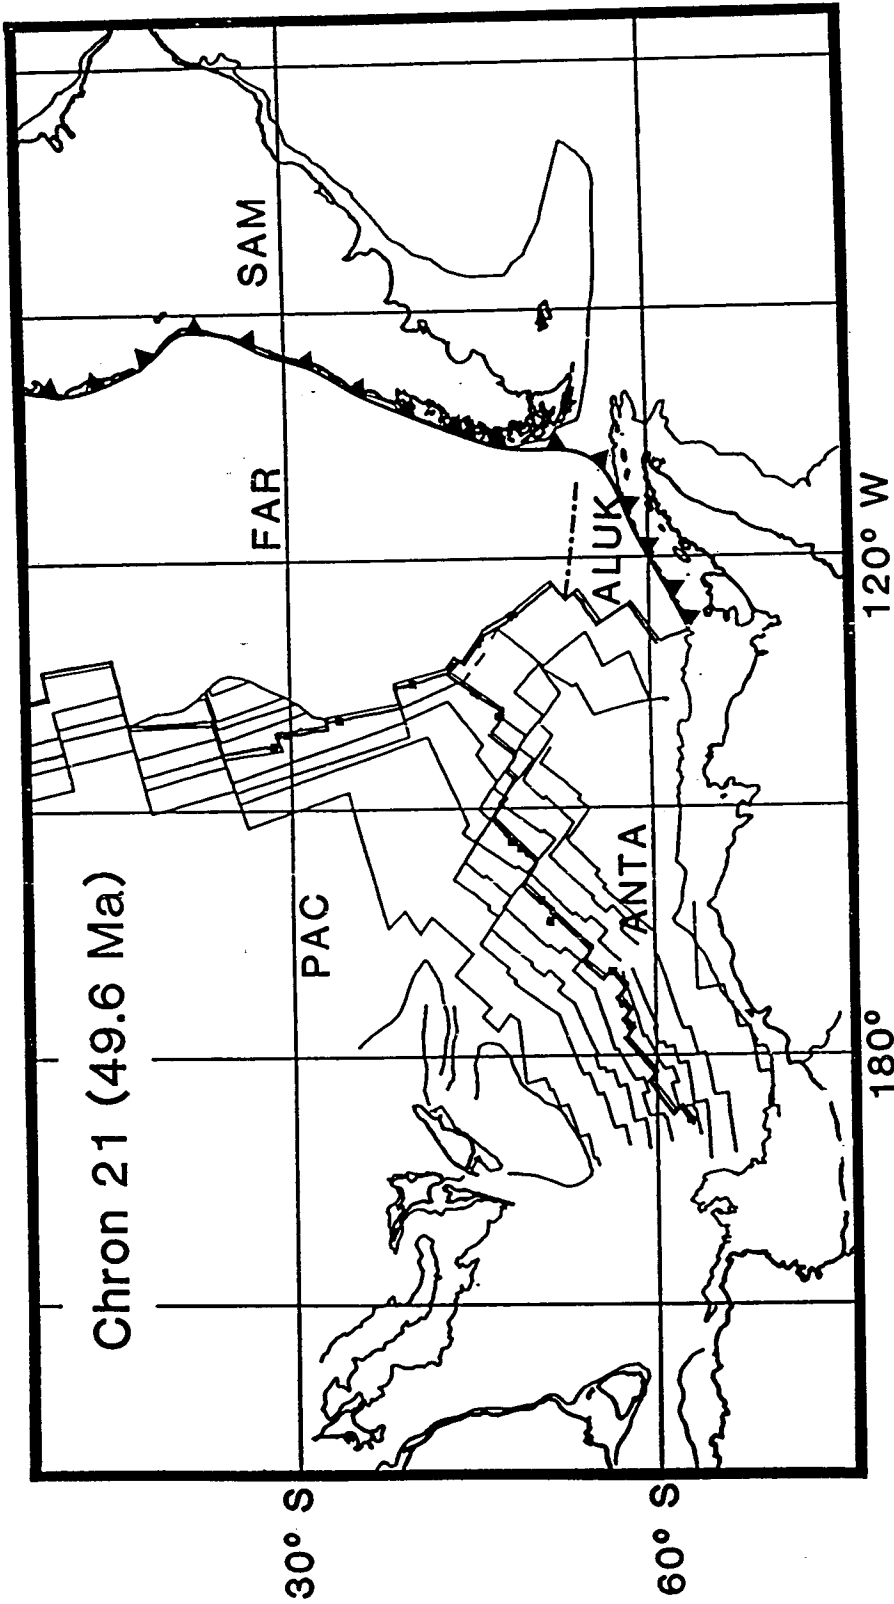 Chron 21 (49.6 Ma)
PAC
FAR
SAM
ANTA
ALUK
30° S
60° S
180°
120° W